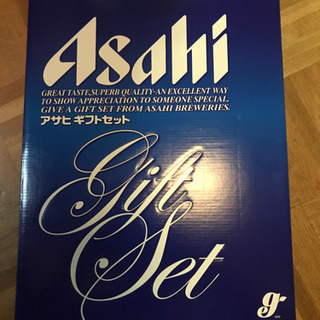 Asahi
GREAT TASTE,SUPERB QUALITY-AN EXCELLENT WAY
TO SHOW APPRECIATION TO SOMEONE SPECIAL.
GIVE A GIFT SET FROM ASAHI BREWERIES.
アサヒ ギフトセット
Gift
Set
g